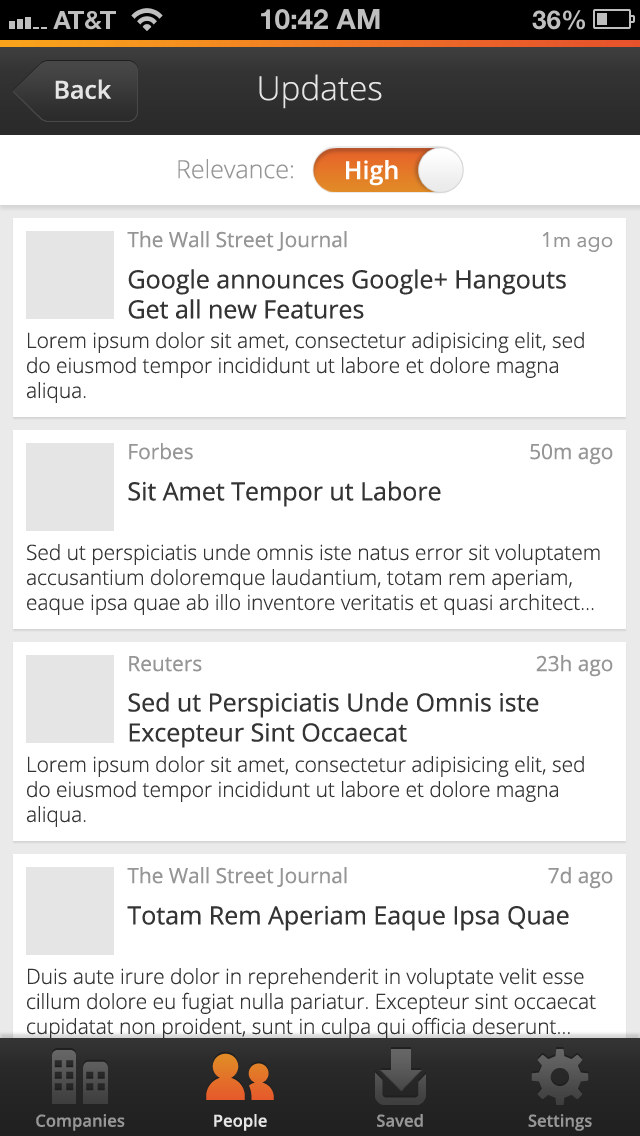 AT&T 10:42 AM 36%
Back Updates
Relevance: High
The Wall Street Journal 1m ago
Google announces Google+ Hangouts
Get all new Features
Lorem ipsum dolor sit amet, consectetur adipisicing elit, sed
do eiusmod tempor incididunt ut labore et dolore magna
aliqua.
Forbes 50m ago
Sit Amet Tempor ut Labore
Sed ut perspiciatis unde omnis iste natus error sit voluptatem
accusantium doloremque laudantium, totam rem aperiam,
eaque ipsa quae ab illo inventore veritatis et quasi architect...
Reuters 23h ago
Sed ut Perspiciatis Unde Omnis iste
Excepteur Sint Occaecat
Lorem ipsum dolor sit amet, consectetur adipisicing elit, sed
do eiusmod tempor incididunt ut labore et dolore magna
aliqua.
The Wall Street Journal 7d ago
Totam Rem Aperiam Eaque Ipsa Quae
Duis aute irure dolor in reprehenderit in voluptate velit esse
cillum dolore eu fugiat nulla pariatur. Excepteur sint occaecat
cupidatat non proident, sunt in culpa qui officia deserunt...
Companies People Saved Settings